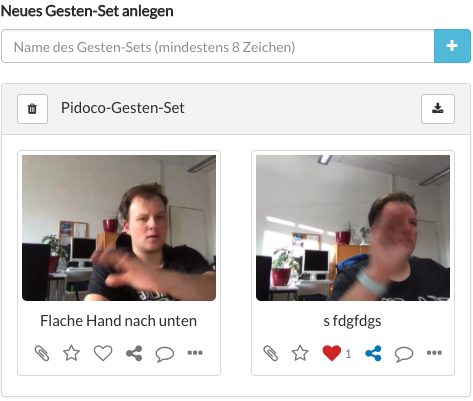 Neues Gesten-Set anlegen
Name des Gesten-Sets (mindestens 8 Zeichen)
Pidoco-Gesten-Set
Flache Hand nach unten
s fdgfdgs
1